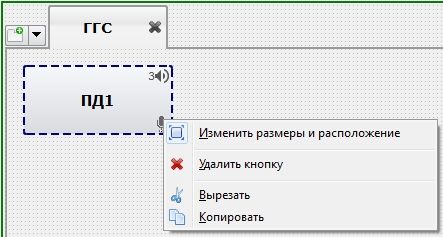 ГГС
3
ПД1
Изменить размеры и расположение
Удалить кнопку
Вырезать
Копировать